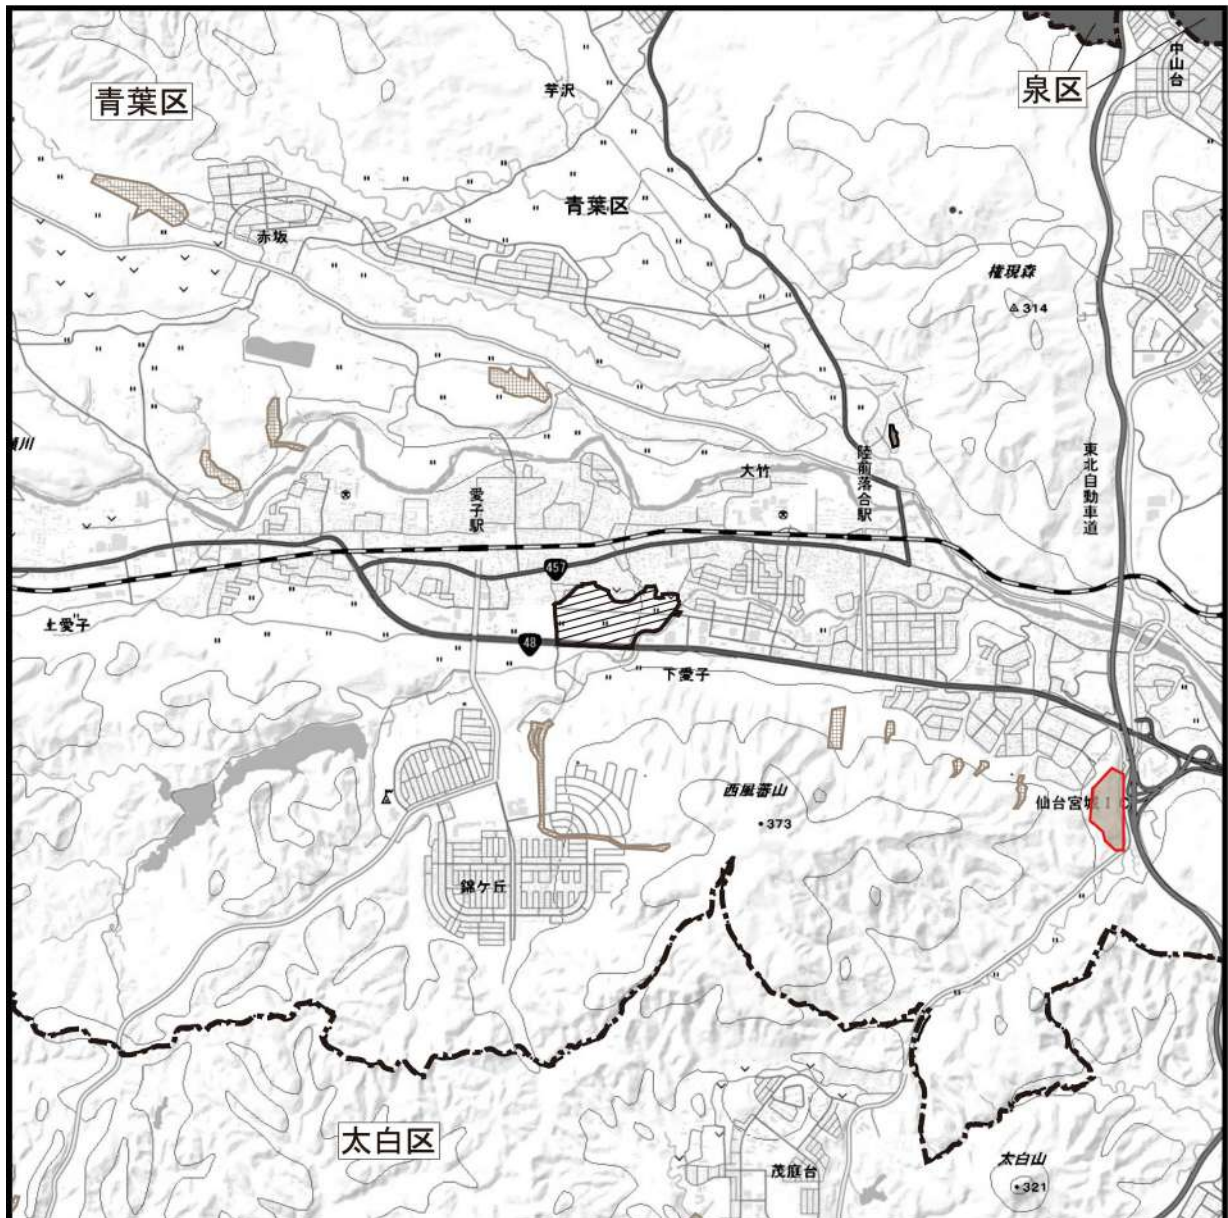 中山台
青葉区
泉区
芋沢
青葉区
赤坂
権現森
314
川
大竹
陸前落合駅
東北自動車道
愛子駅
457
上愛子
48
下愛子
西風蕃山
373
仙台宮城IC
錦ケ丘
太白区
茂庭台
太白山
321